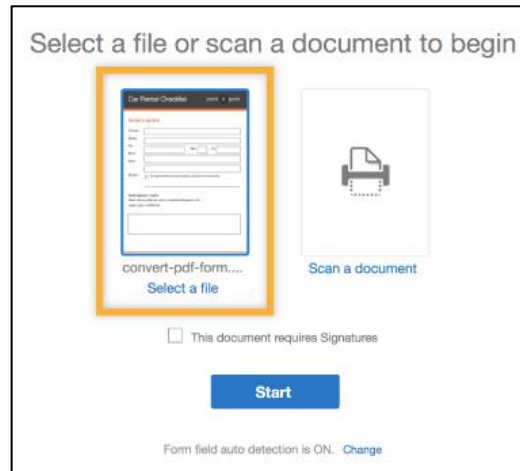 Select a file or scan a document to begin
Car Rental Checklist
convert-pdf-form....
Select a file
Scan a document
This document requires Signatures
Start
Form field auto detection is ON. Change